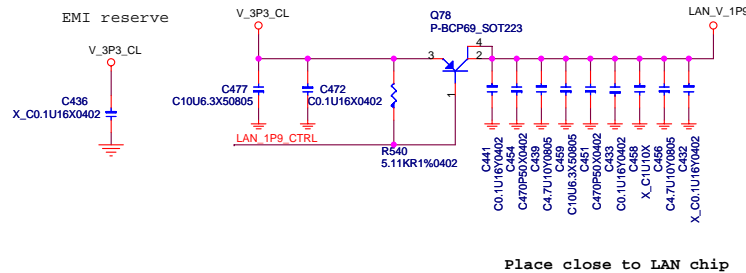 EMI reserve
V_3P3_CL
C436
X_C0.1U16X0402
V_3P3_CL
Q78
P-BCP69_SOT223
LAN_V_1P9
3
4
2
1
C477
C10U6.3X50805
C472
C0.1U16X0402
LAN_1P9_CTRL
R540
5.11KR1%0402
C441
C0.1U16Y0402
C454
C470P50X0402
C439
C4.7U10Y0805
C459
C10U6.3X50805
C451
C470P50X0402
C433
C0.1U16Y0402
C458
X_C1U10X
C456
C4.7U10Y0805
C432
X_C0.1U16Y0402
Place close to LAN chip